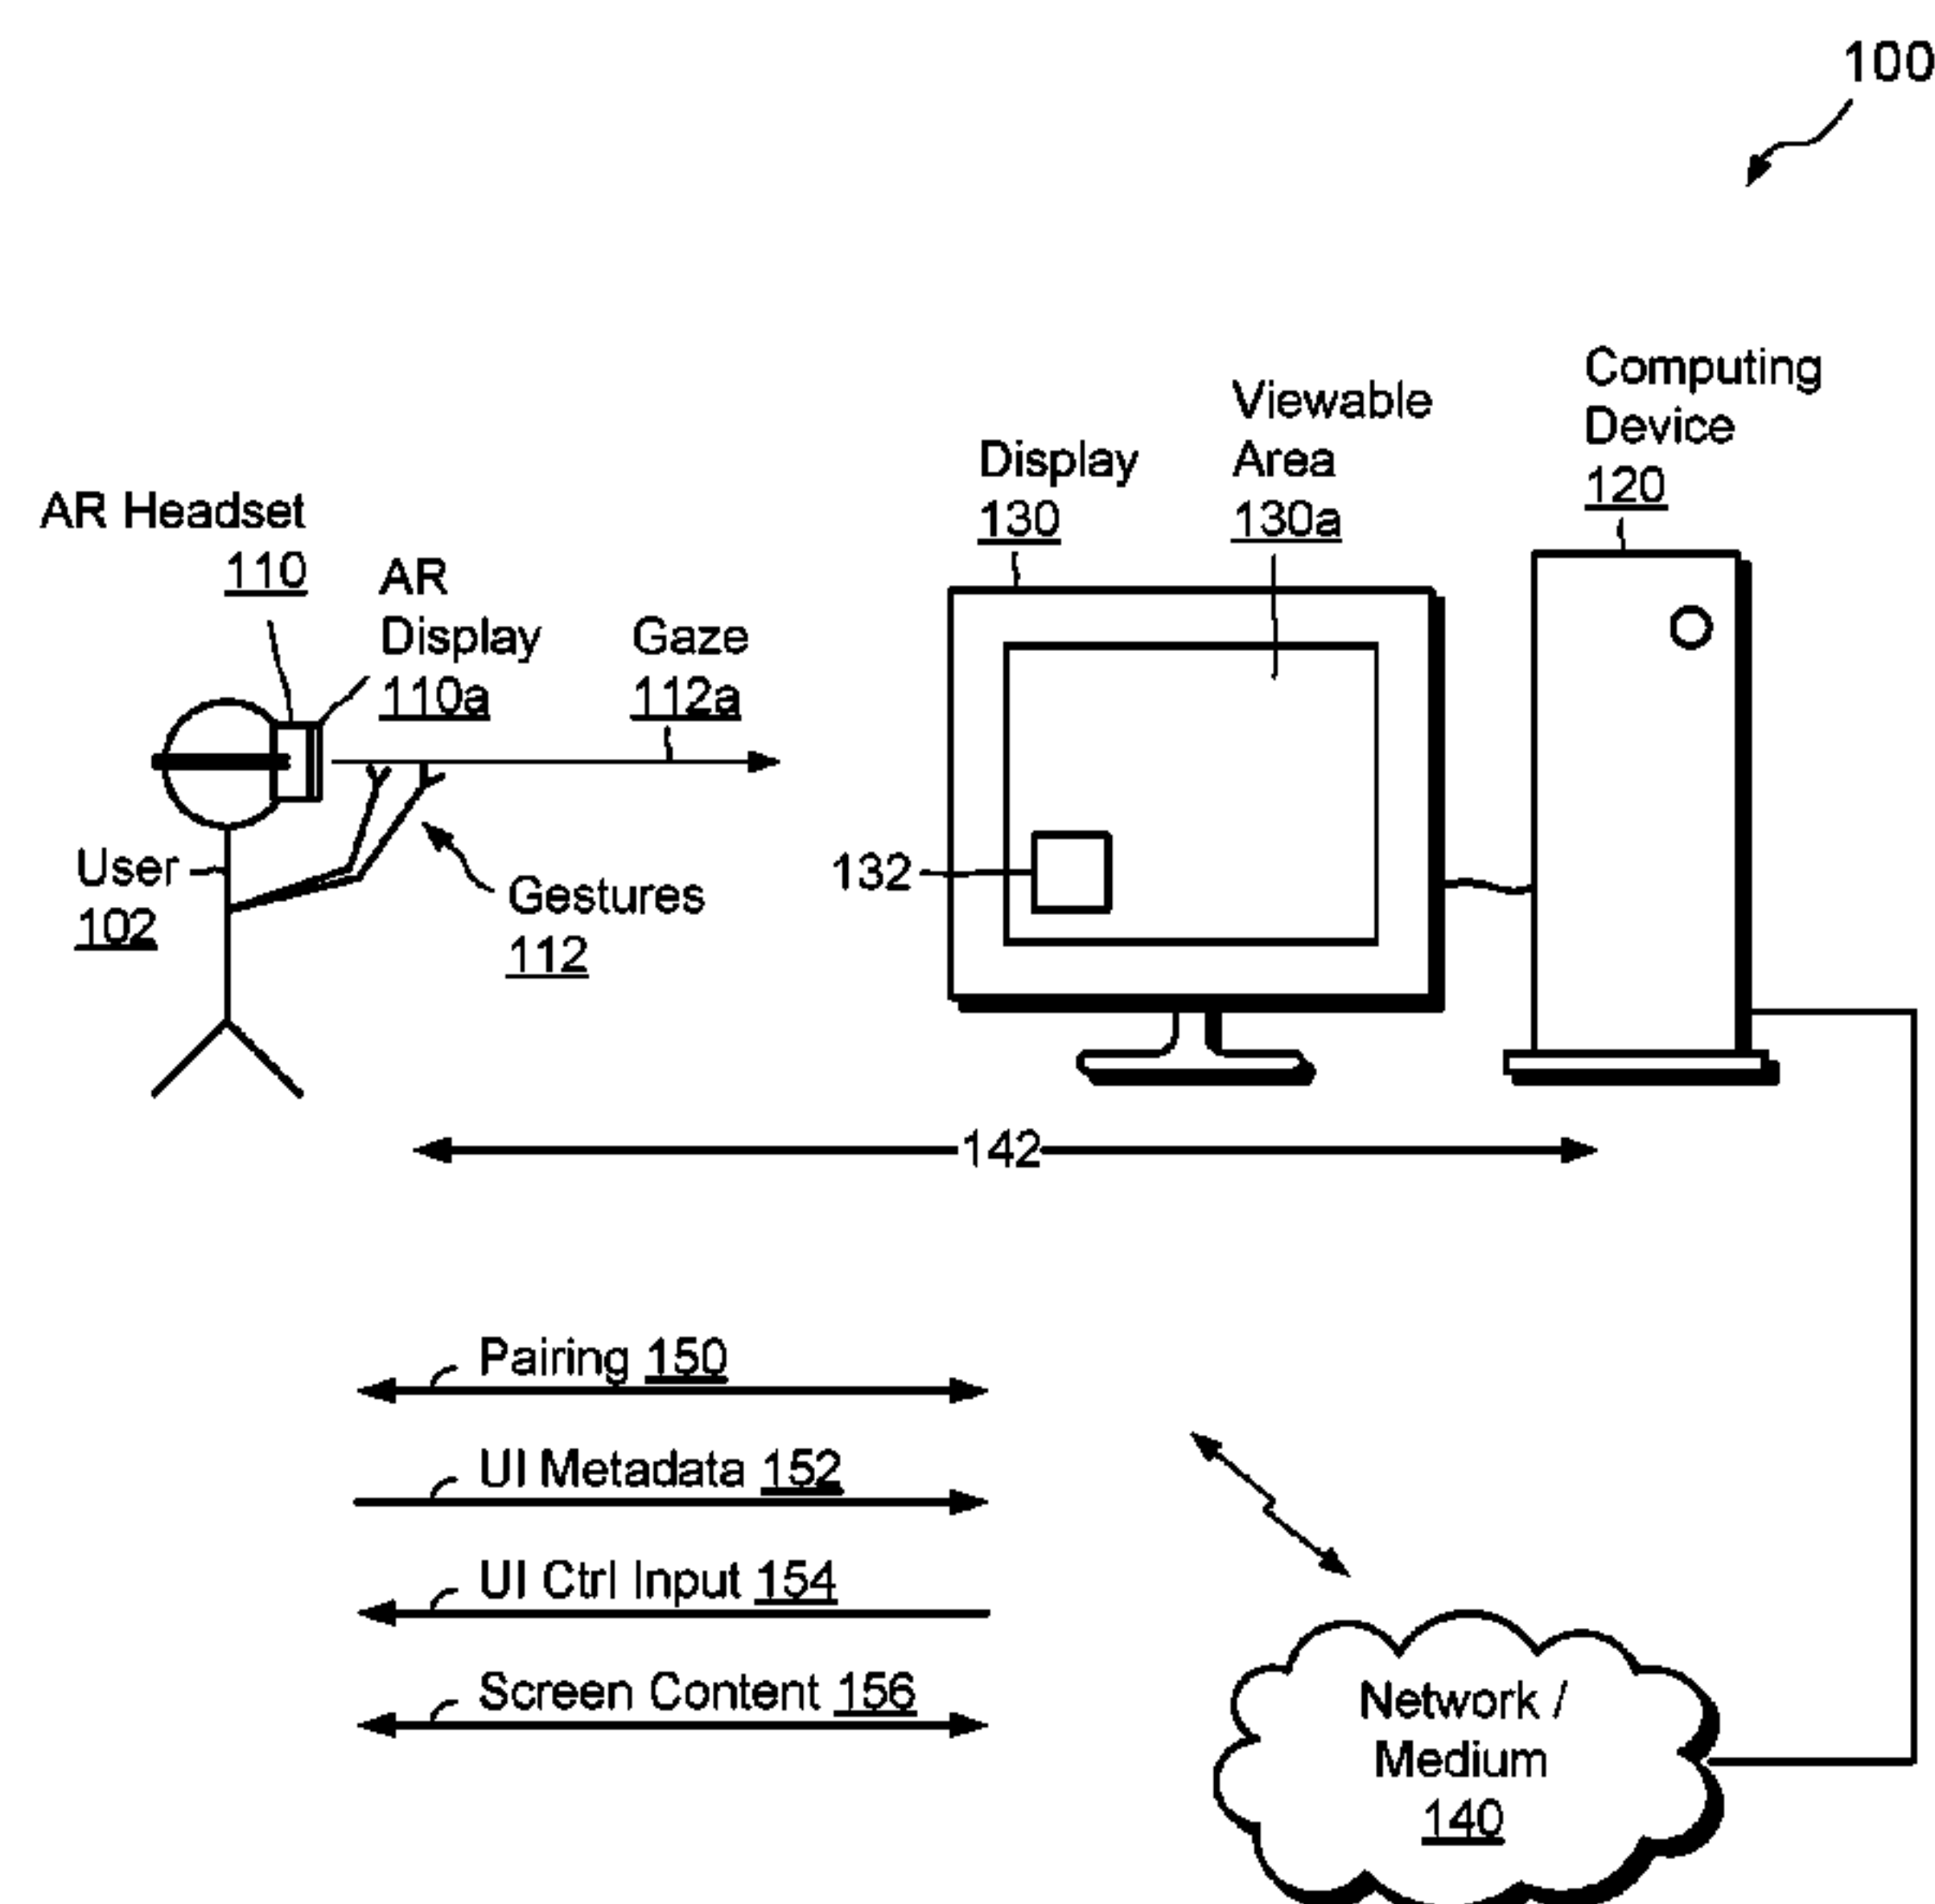 100
Computing
Device
120
Viewable
Area
130a
Display
130
AR Headset
110
AR
Display
110a
Gaze
112a
User
102
Gestures
112
132
142
Pairing 150
UI Metadata 152
UI Ctrl Input 154
Screen Content 156
Network /
Medium
140